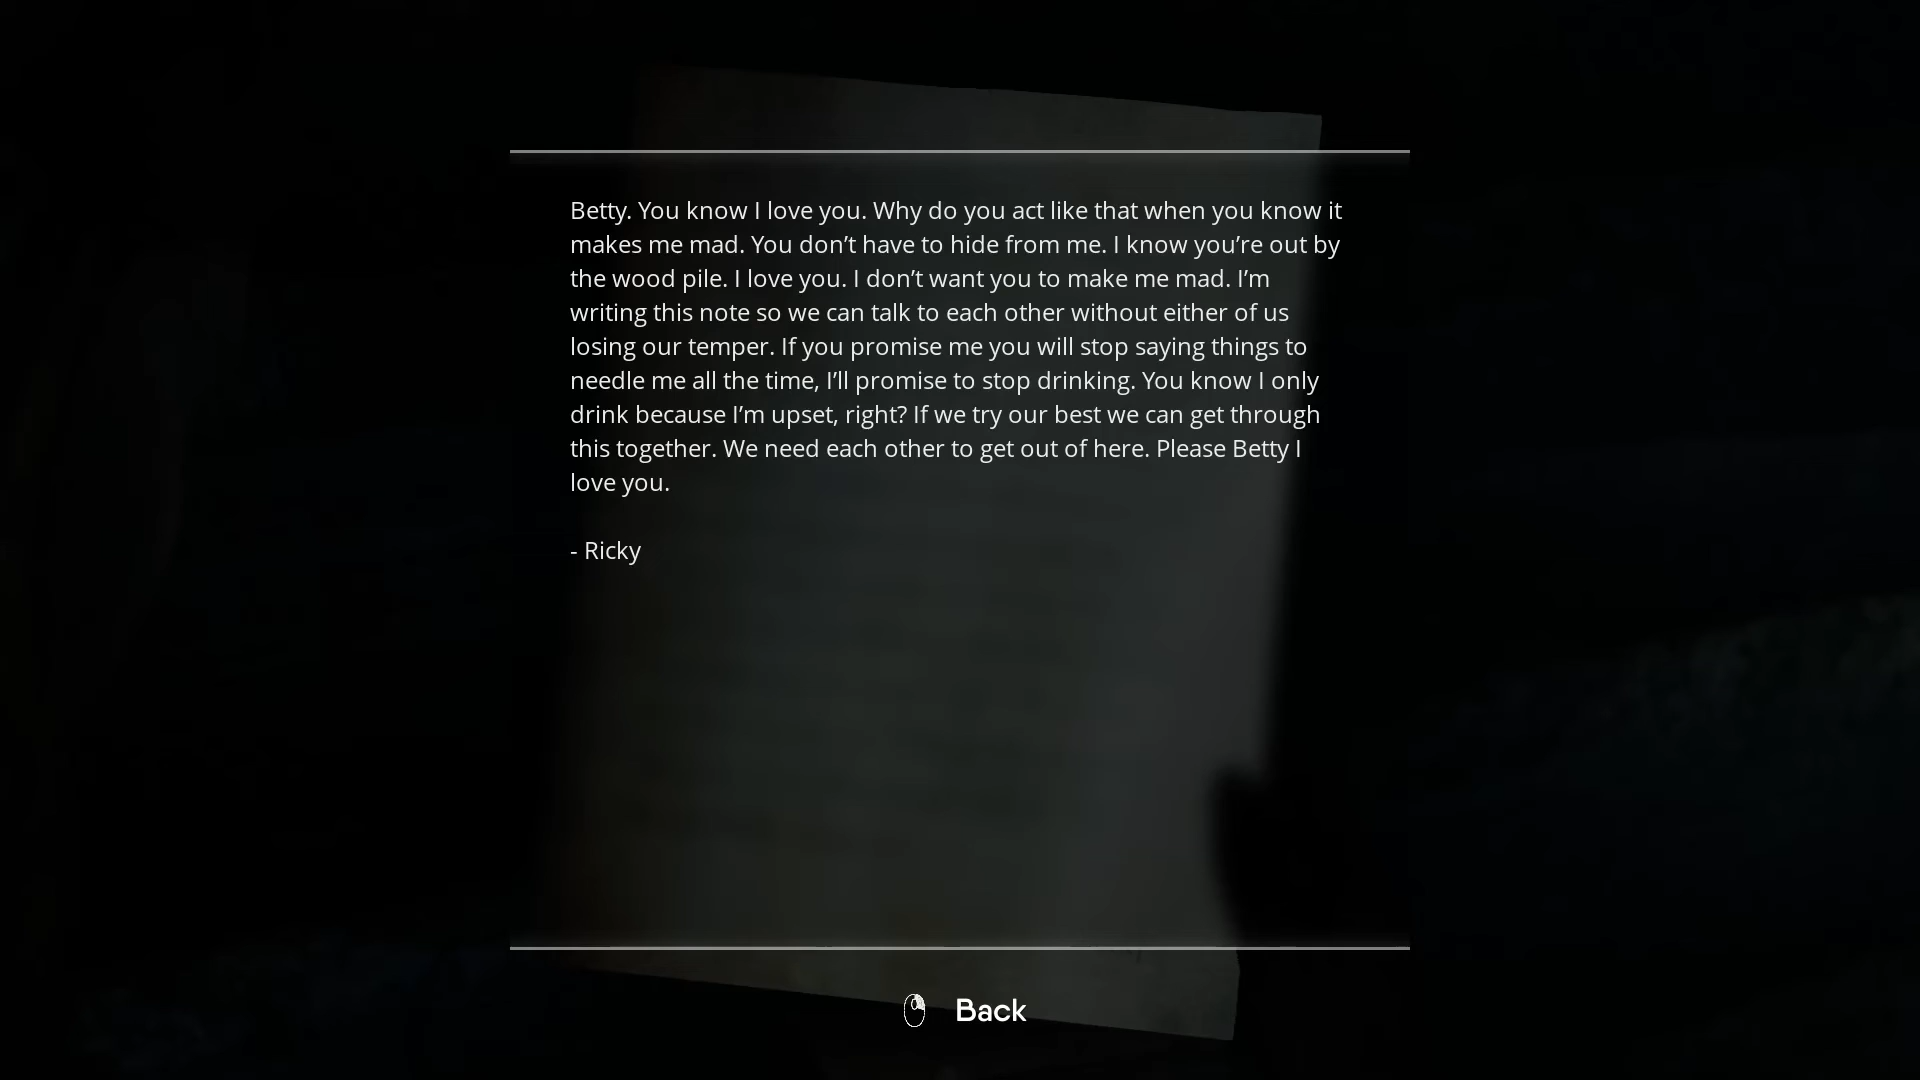 Betty. You know I love you. Why do you act like that when you know it
makes me mad. You don’t have to hide from me. I know you’re out by
the wood pile. I love you. I don’t want you to make me mad. I’m
writing this note so we can talk to each other without either of us
losing our temper. If you promise me you will stop saying things to
needle me all the time, I’ll promise to stop drinking. You know I only
drink because I’m upset, right? If we try our best we can get through
this together. We need each other to get out of here. Please Betty I
love you.
- Ricky
Back